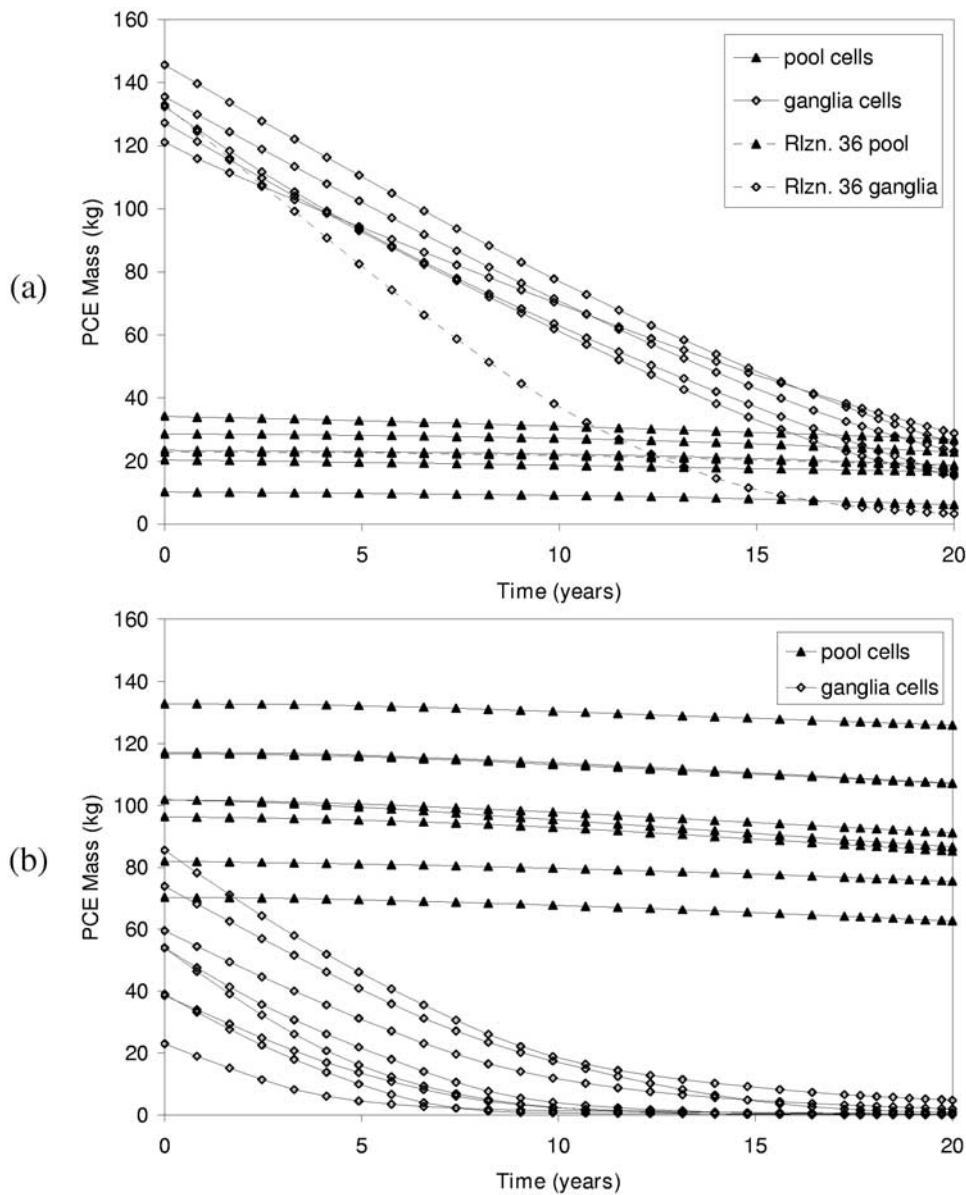 (a)
PCE Mass (kg)
160
140
120
100
80
60
40
20
0
pool cells
ganglia cells
Rlzn. 36 pool
Rlzn. 36 ganglia
0 5 10 15 20
Time (years)
(b)
PCE Mass (kg)
160
140
120
100
80
60
40
20
0
pool cells
ganglia cells
0 5 10 15 20
Time (years)